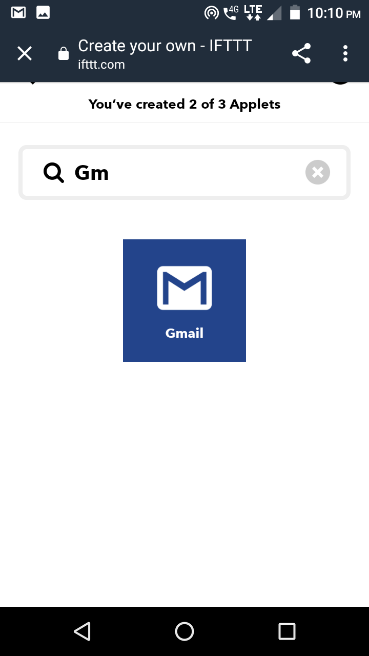 4G LTE 10:10 PM
Create your own - IFTTT
ifttt.com
You've created 2 of 3 Applets
Gm
Gmail